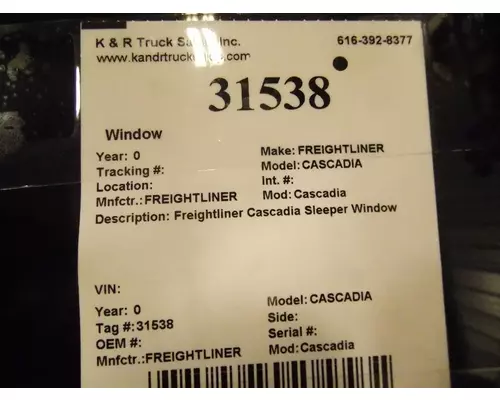 K & R Truck Sa Inc. 616-392-8377
www.kandrtruck .com
31538
Window
Year: 0 Make: FREIGHTLINER
Tracking #: Model: CASCADIA
Location: Int. #:
Mnfctr.: FREIGHTLINER Mod: Cascadia
Description: Freightliner Cascadia Sleeper Window
VIN:
Year: 0 Model: CASCADIA
Tag #: 31538 Side:
OEM #: Serial #:
Mnfctr.: FREIGHTLINER Mod: Cascadia